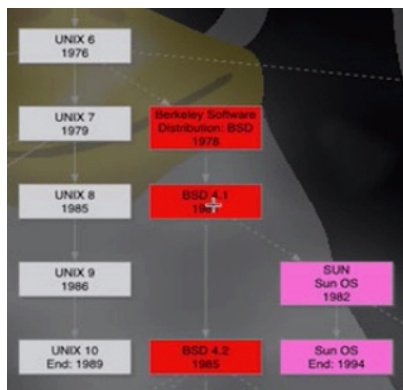 UNIX 6
1976
UNIX 7
1979
Berkeley Software
Distribution: BSD
1978
UNIX 8
1985
BSD 4.1
UNIX 9
1986
SUN
Sun OS
1982
UNIX 10
End: 1989
BSD 4.2
1985
Sun OS
End: 1994